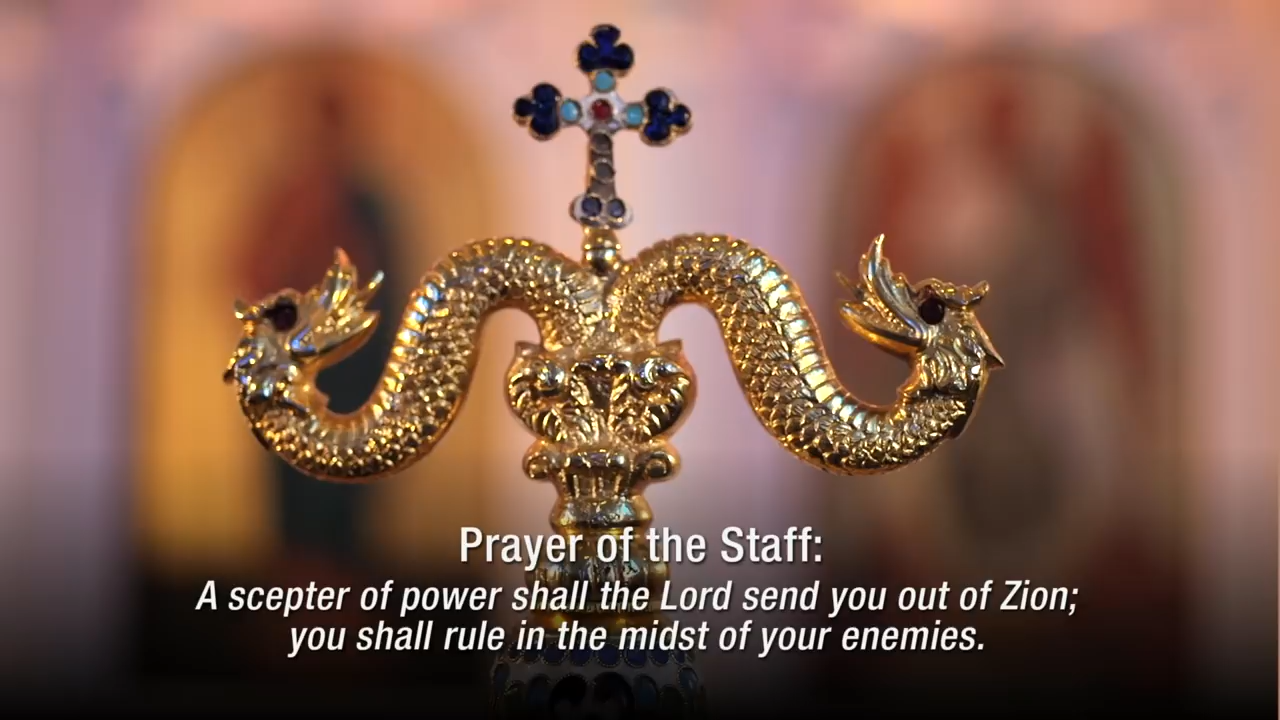 Prayer of the Staff:
A scepter of power shall the Lord send you out of Zion;
you shall rule in the midst of your enemies.